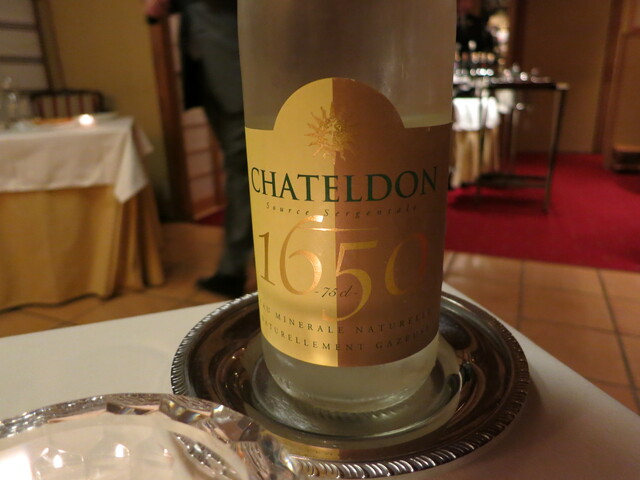 CHATELDON
Source Sergentale
1650
-75cl-
MINERALE NATURELLE
NATURELLEMENT GAZEUSE